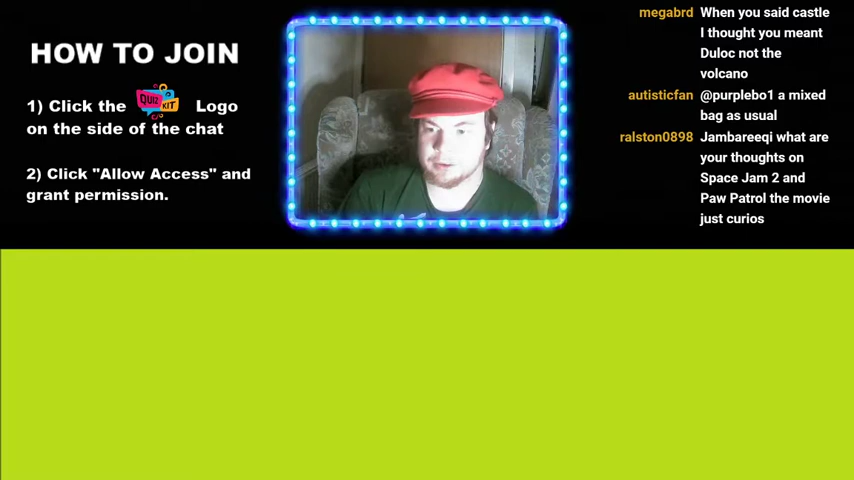 HOW TO JOIN
1) Click the QUIZ KIT Logo
on the side of the chat
2) Click "Allow Access" and
grant permission.
megabrd When you said castle
I thought you meant
Duloc not the
volcano
autisticfan @purplebo1 a mixed
bag as usual
ralston0898 Jambareeqi what are
your thoughts on
Space Jam 2 and
Paw Patrol the movie
just curios